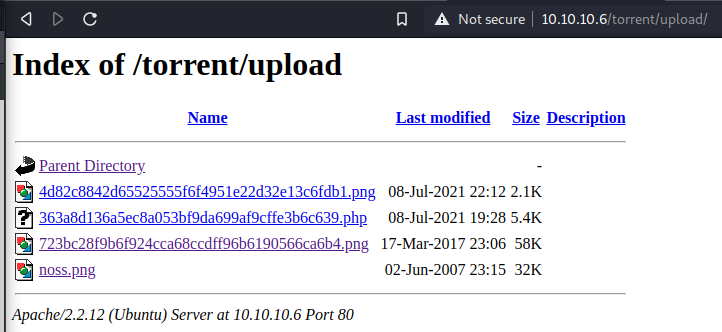 Not secure 10.10.10.6/torrent/upload/
Index of /torrent/upload
Name Last modified Size Description
Parent Directory -
4d82c8842d65525555f6f4951e22d32e13c6fdb1.png 08-Jul-2021 22:12 2.1K
363a8d136a5ec8a053bf9da699af9cffe3b6c639.php 08-Jul-2021 19:28 5.4K
723bc28f9b6f924cca68ccdff96b6190566ca6b4.png 17-Mar-2017 23:06 58K
noss.png 02-Jun-2007 23:15 32K
Apache/2.2.12 (Ubuntu) Server at 10.10.10.6 Port 80